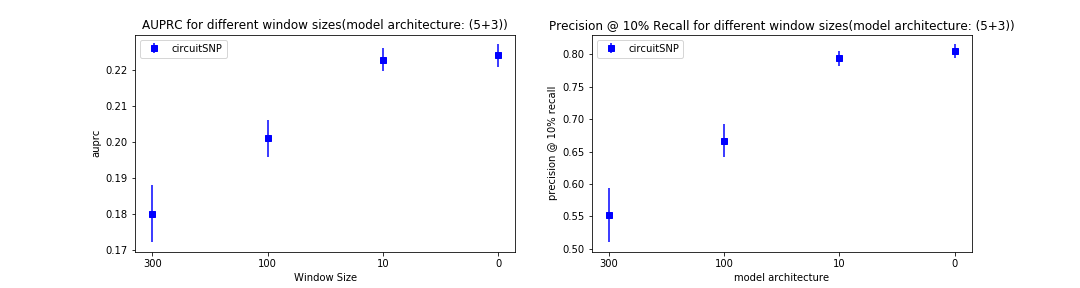 AUPRC for different window sizes(model architecture: (5+3))
circuitSNP
0.22
0.21
0.20
0.19
0.18
0.17
auprc
300 100 10 0
Window Size
Precision @ 10% Recall for different window sizes(model architecture: (5+3))
circuitSNP
0.80
0.75
0.70
0.65
0.60
0.55
0.50
precision @ 10% recall
300 100 10 0
model architecture